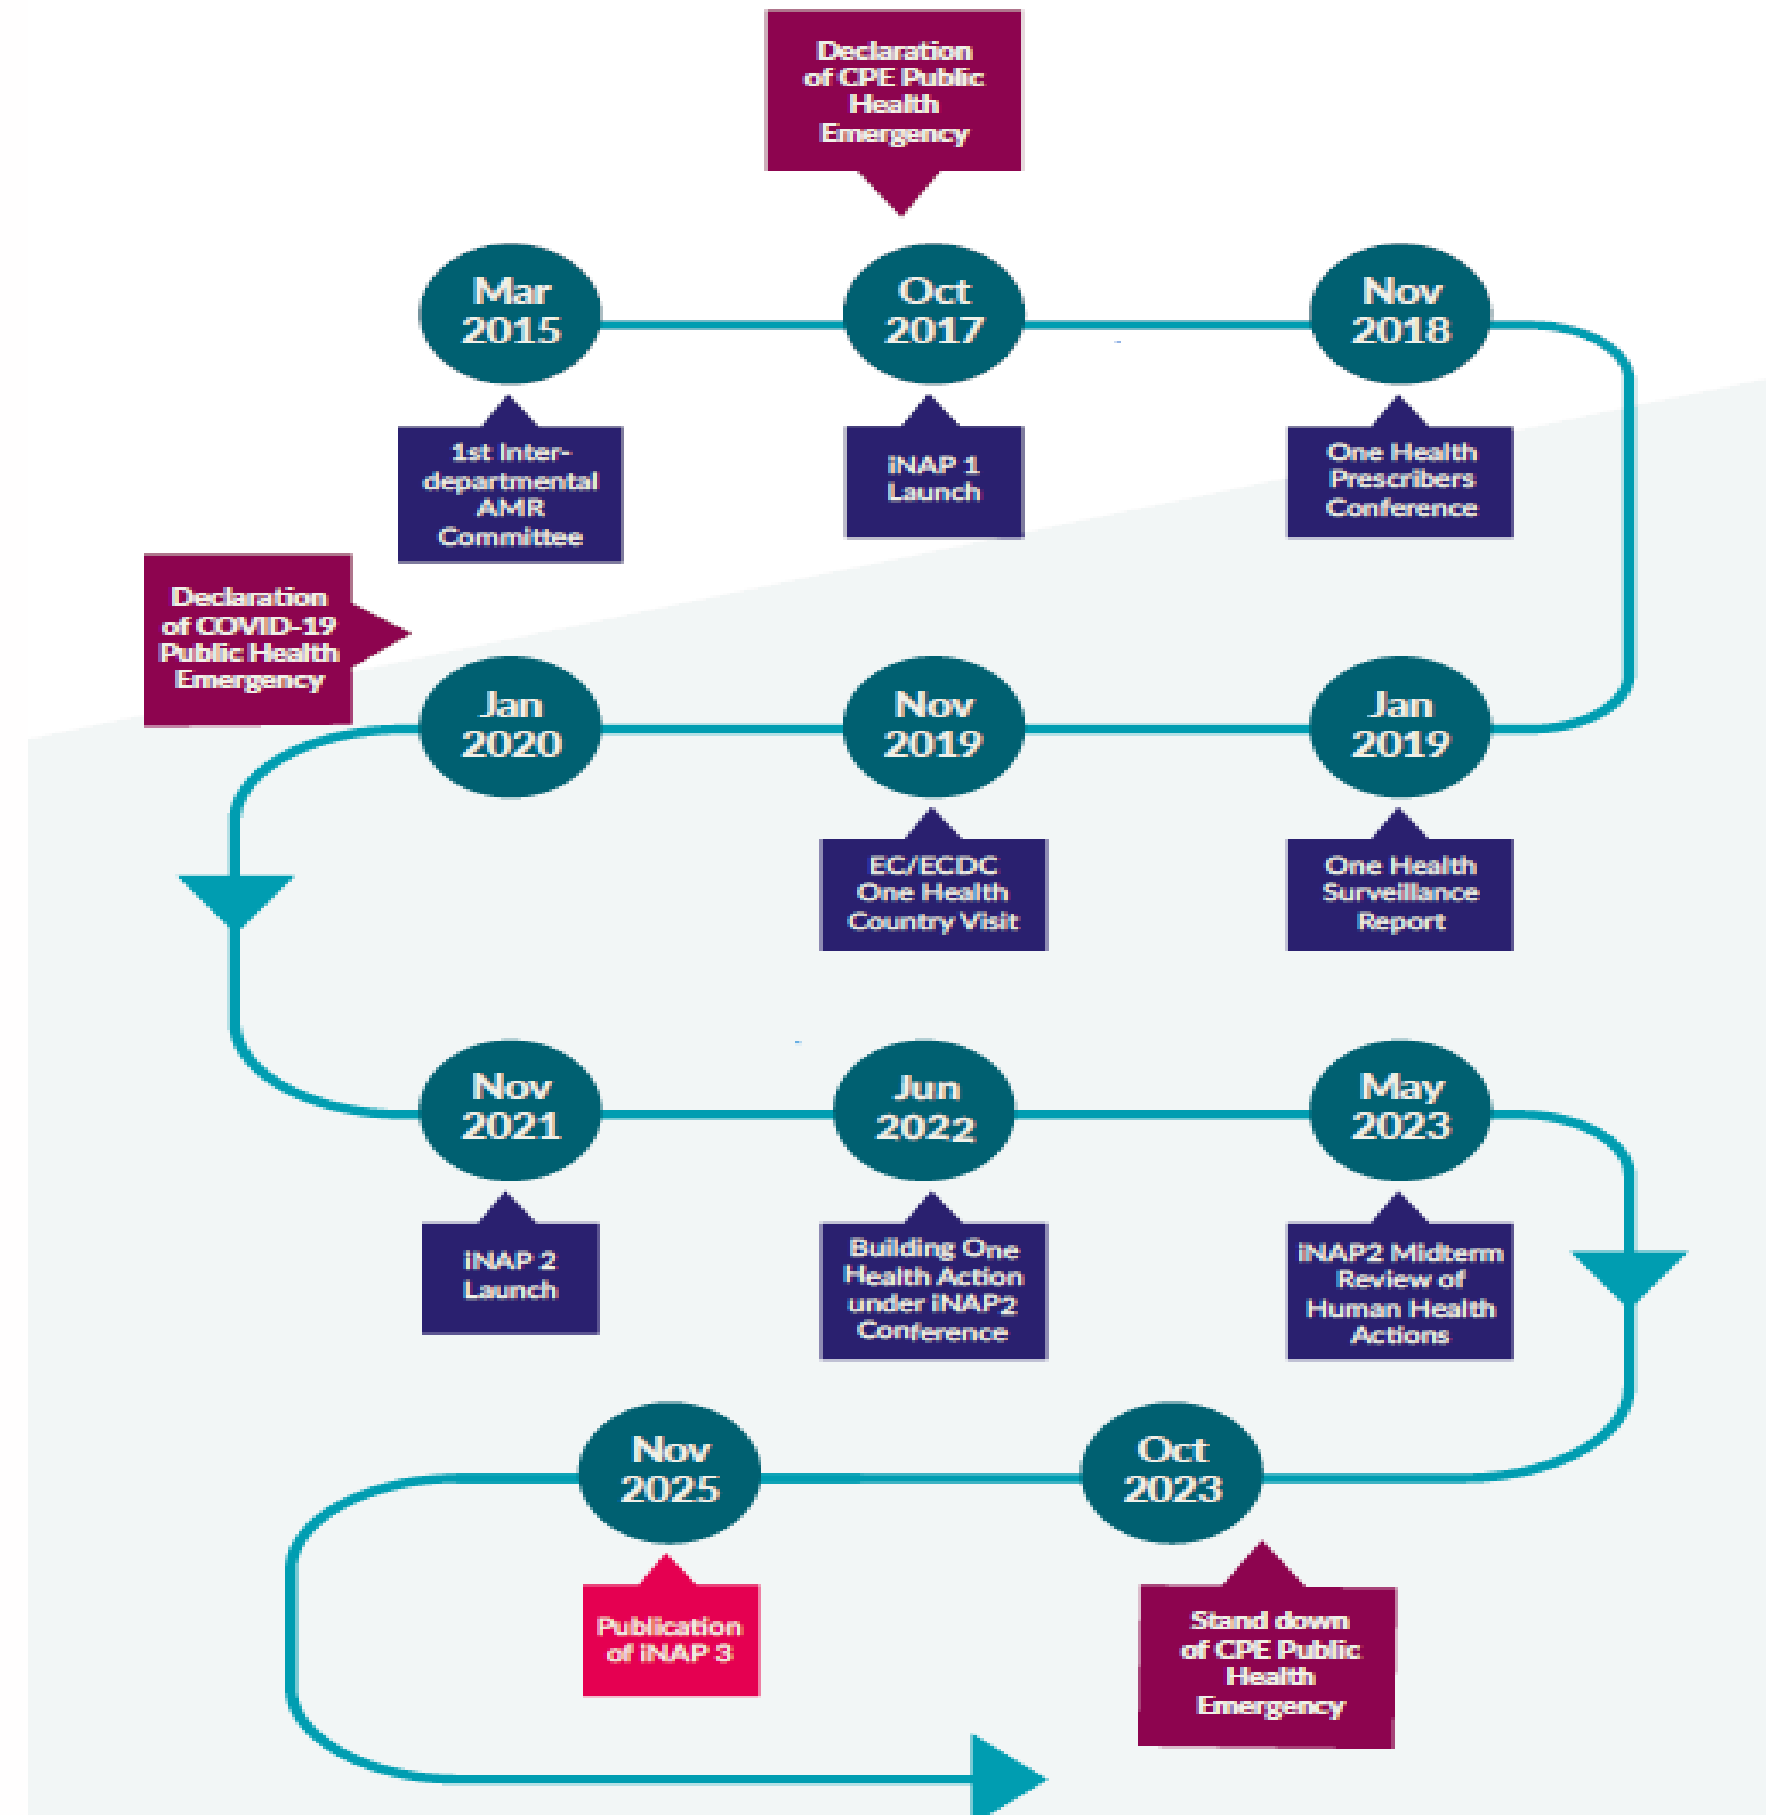 Declaration
of CPE Public
Health
Emergency
Mar
2015
Oct
2017
Nov
2018
1st Inter-
departmental
AMR
Committee
iNAP 1
Launch
One Health
Prescribers
Conference
Declaration
of COVID-19
Public Health
Emergency
Jan
2020
Nov
2019
Jan
2019
EC/ECDC
One Health
Country Visit
One Health
Surveillance
Report
Nov
2021
Jun
2022
May
2023
iNAP 2
Launch
Building One
Health Action
under iNAP2
Conference
iNAP2 Midterm
Review of
Human Health
Actions
Nov
2025
Oct
2023
Publication
of iNAP 3
Stand down
of CPE Public
Health
Emergency